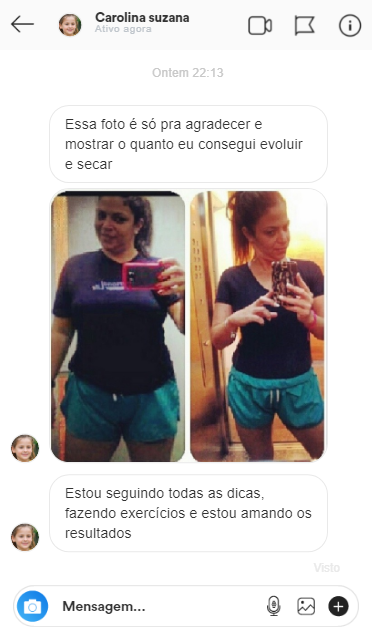 Carolina suzana
Ativo agora
Ontem 22:13
Essa foto é só pra agradecer e
mostrar o quanto eu consegui evoluir
e secar
Estou seguindo todas as dicas,
fazendo exercícios e estou amando os
resultados
Visto
Mensagem...